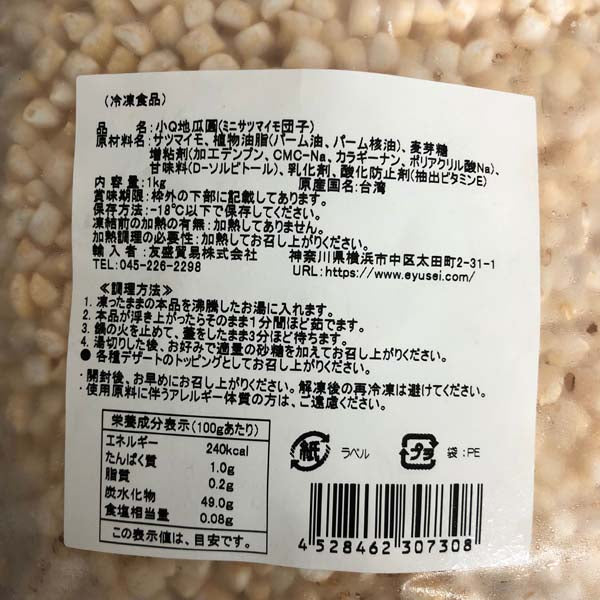 (冷凍食品)
品　名:小Q地瓜圓(ミニサツマイモ団子)
原材料名:サツマイモ、植物油脂(パーム油、パーム核油)、麦芽糖
増粘剤(加工デンプン、CMC-Na、カラギーナン、ポリアクリル酸Na)、
甘味料(D-ソルビトール)、乳化剤、酸化防止剤(抽出ビタミンE)
内 容 量:1kg　原産国名:台湾
賞味期限:枠外の下部に記載してあります。
保存方法:-18℃以下で保存してください。
凍結前の加熱の有無:加熱してありません。
加熱調理の必要性:加熱してお召し上がりください。
輸 入 者:友盛貿易株式会社　神奈川県横浜市中区太田町2-31-1
TEL:045-226-2298　URL:https://www.eyusei.com/
≪調理方法≫
1. 凍ったままの本品を沸騰したお湯に入れます。
2. 本品が浮き上がったらそのまま1分間ほど茹でます。
3. 鍋の火を止めて、蓋をしたまま3分ほど待ちます。
4. 湯切りした後、お好みで適量の砂糖を加えてお召し上がりください。
● 各種デザートのトッピングとしてお召し上がりください。
・開封後、お早めにお召し上がりください。解凍後の再冷凍は避けてください。
・使用原料に伴うアレルギー体質の方は、ご遠慮ください。
栄養成分表示(100gあたり)
エネルギー　240kcal
たんぱく質　1.0g
脂質　0.2g
炭水化物　49.0g
食塩相当量　0.08g
この表示値は、目安です。
紙　ラベル　プラ　袋:PE
4 528462 307308